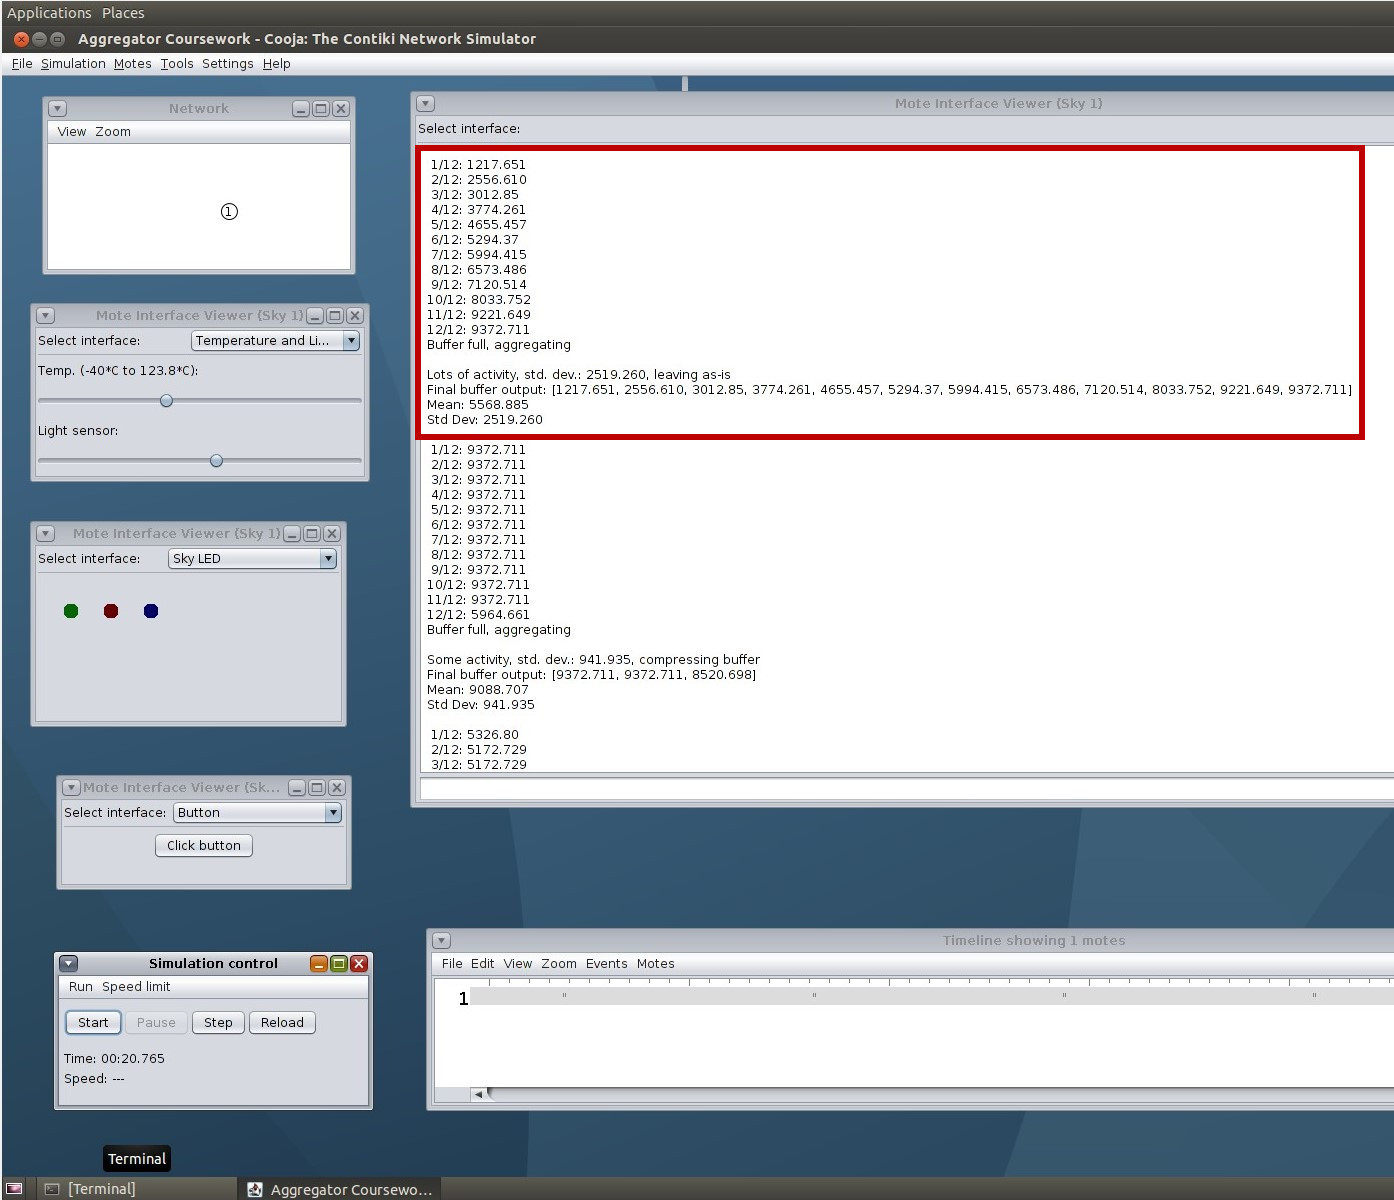 Applications Places
Aggregator Coursework - Cooja: The Contiki Network Simulator
File Simulation Motes Tools Settings Help
Network
View Zoom
1
Mote Interface Viewer (Sky 1)
Select interface: Temperature and Li...
Temp. (-40*C to 123.8*C):
Light sensor:
Mote Interface Viewer (Sky 1)
Select interface: Sky LED
Mote Interface Viewer (Sk...
Select interface: Button
Click button
Simulation control
Run Speed limit
Start Pause Step Reload
Time: 00:20.765
Speed: ---
Mote Interface Viewer (Sky 1)
Select interface:
1/12: 1217.651
2/12: 2556.610
3/12: 3012.85
4/12: 3774.261
5/12: 4655.457
6/12: 5294.37
7/12: 5994.415
8/12: 6573.486
9/12: 7120.514
10/12: 8033.752
11/12: 9221.649
12/12: 9372.711
Buffer full, aggregating
Lots of activity, std. dev.: 2519.260, leaving as-is
Final buffer output: [1217.651, 2556.610, 3012.85, 3774.261, 4655.457, 5294.37, 5994.415, 6573.486, 7120.514, 8033.752, 9221.649, 9372.711]
Mean: 5568.885
Std Dev: 2519.260
1/12: 9372.711
2/12: 9372.711
3/12: 9372.711
4/12: 9372.711
5/12: 9372.711
6/12: 9372.711
7/12: 9372.711
8/12: 9372.711
9/12: 9372.711
10/12: 9372.711
11/12: 9372.711
12/12: 5964.661
Buffer full, aggregating
Some activity, std. dev.: 941.935, compressing buffer
Final buffer output: [9372.711, 9372.711, 8520.698]
Mean: 9088.707
Std Dev: 941.935
1/12: 5326.80
2/12: 5172.729
3/12: 5172.729
Timeline showing 1 motes
File Edit View Zoom Events Motes
1
Terminal
[Terminal]
Aggregator Coursewo...